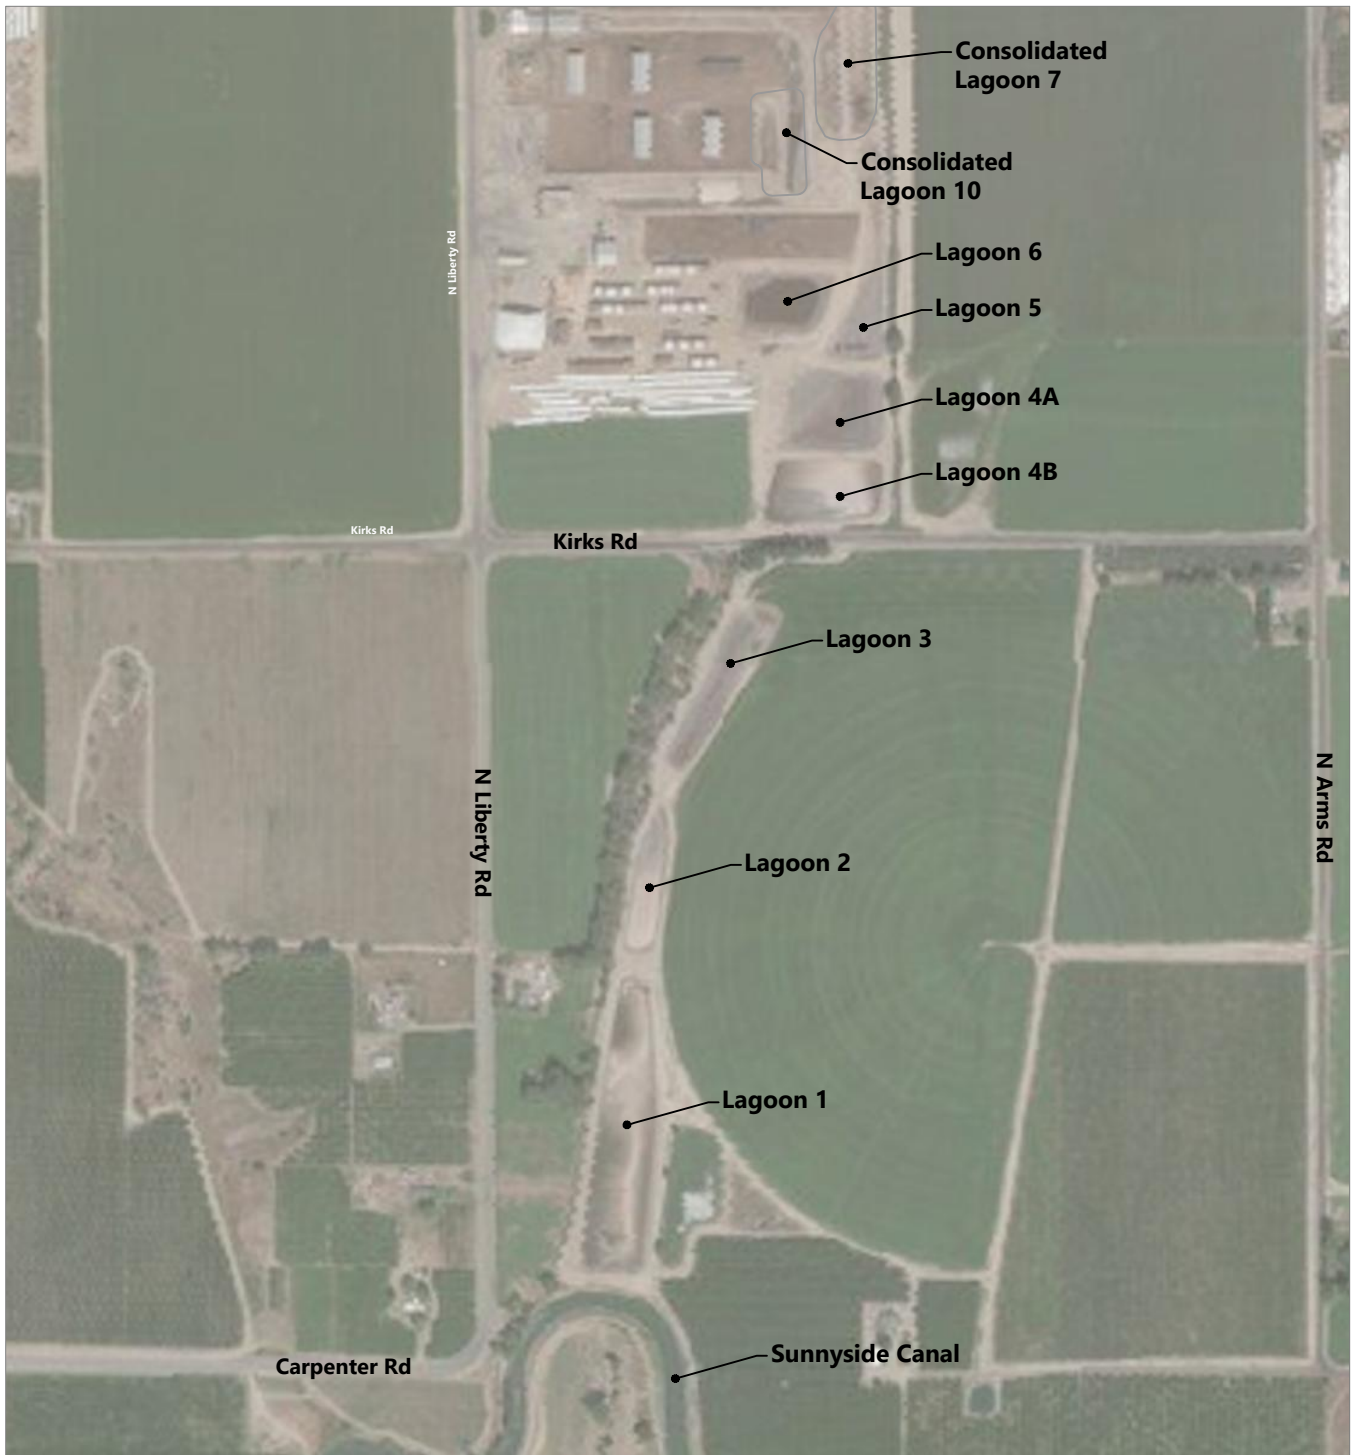 Consolidated
Lagoon 7
Consolidated
Lagoon 10
N Liberty Rd
Lagoon 6
Lagoon 5
Lagoon 4A
Lagoon 4B
Kirks Rd
Kirks Rd
Lagoon 3
N Liberty Rd
N Arms Rd
Lagoon 2
Lagoon 1
Sunnyside Canal
Carpenter Rd